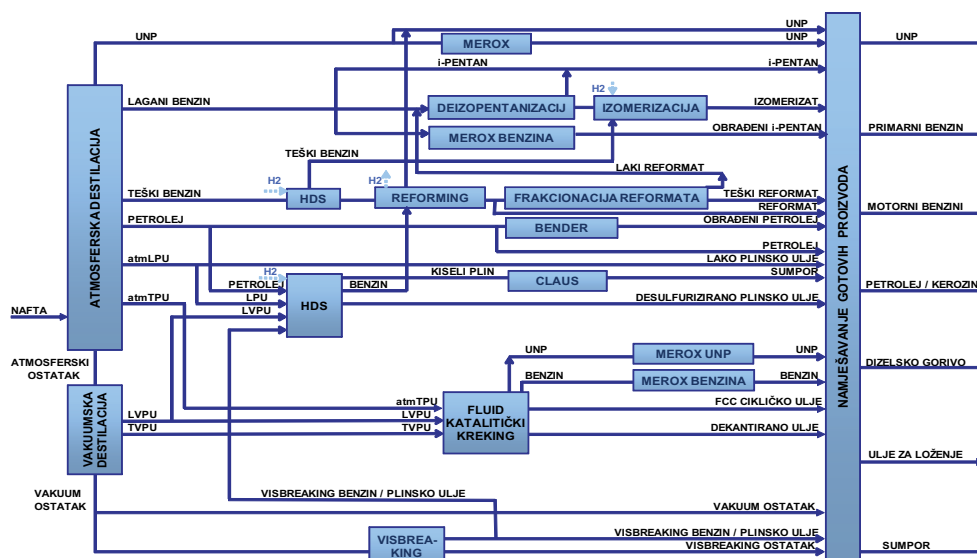 UNP
UNP
MEROX
UNP
UNP
i-PENTAN
i-PENTAN
H2
LAGANI BENZIN
DEIZOPENTANIZACIJ
IZOMERIZACIJA
IZOMERIZAT
MEROX BENZINA
OBRAĐENI i-PENTAN
PRIMARNI BENZIN
TEŠKI BENZIN
LAKI REFORMAT
H2
H2
TEŠKI BENZIN
HDS
REFORMING
FRAKCIONACIJA REFORMATA
TEŠKI REFORMAT
REFORMAT
MOTORNI BENZINI
PETROLEJ
BENDER
OBRAĐENI PETROLEJ
PETROLEJ
atmLPU
LAKO PLINSKO ULJE
H2
KISELI PLIN
CLAUS
SUMPOR
PETROLEJ
BENZIN
PETROLEJ / KEROZIN
atmTPU
LPU
HDS
DESULFURIZIRANO PLINSKO ULJE
LVPU
NAFTA
ATMOSFERSKA DESTILACIJA
NAMJEŠAVANJE GOTOVIH PROIZVODA
UNP
MEROX UNP
UNP
ATMOSFERSKI
OSTATAK
DIZELSKO GORIVO
BENZIN
MEROX BENZINA
BENZIN
VAKUUMSKA
DESTILACIJA
atmTPU
FLUID
KATALITIČKI
KREKING
FCC CIKLIČKO ULJE
LVPU
LVPU
TVPU
TVPU
DEKANTIRANO ULJE
ULJE ZA LOŽENJE
VAKUUM
OSTATAK
VISBREAKING BENZIN / PLINSKO ULJE
VAKUUM OSTATAK
VISBREA-
KING
VISBREAKING BENZIN / PLINSKO ULJE
VISBREAKING OSTATAK
SUMPOR